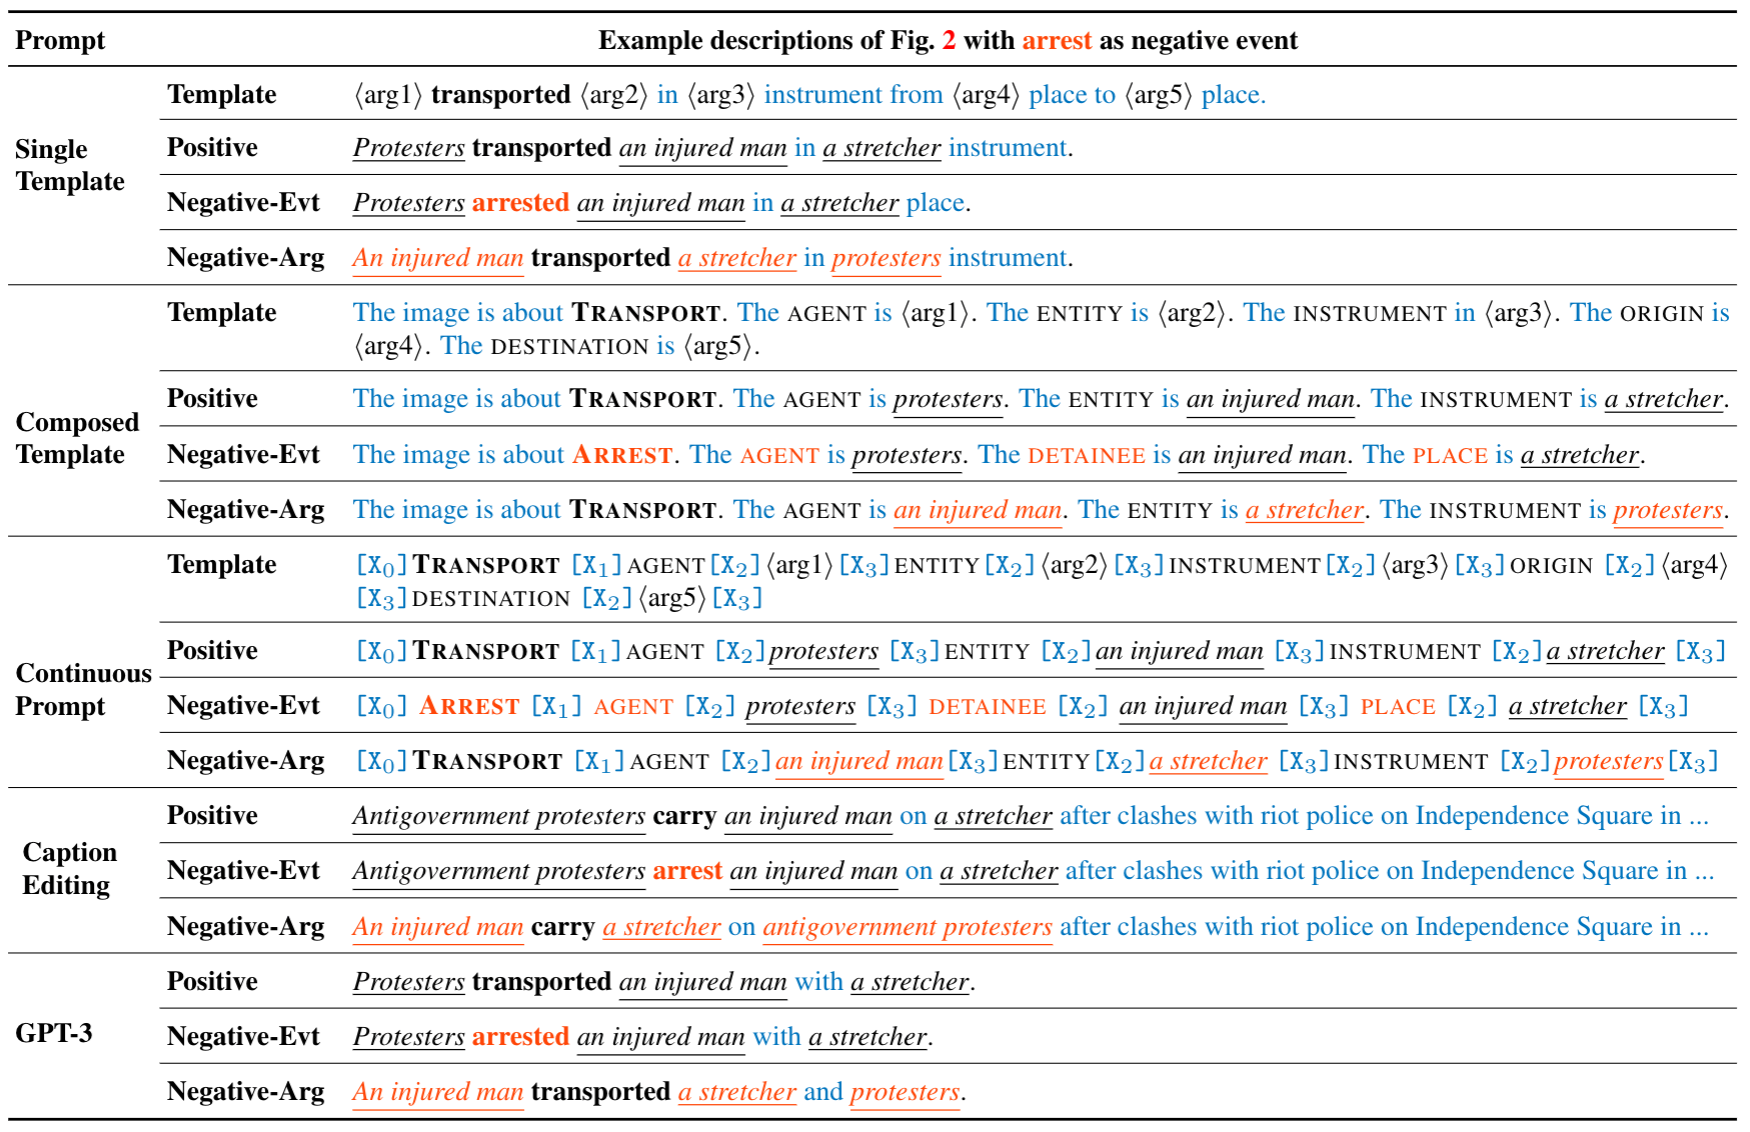 Prompt Example descriptions of Fig. 2 with arrest as negative event
Single Template
Template ⟨arg1⟩ transported ⟨arg2⟩ in ⟨arg3⟩ instrument from ⟨arg4⟩ place to ⟨arg5⟩ place.
Positive Protesters transported an injured man in a stretcher instrument.
Negative-Evt Protesters arrested an injured man in a stretcher place.
Negative-Arg An injured man transported a stretcher in protesters instrument.
Composed Template
Template The image is about TRANSPORT. The AGENT is ⟨arg1⟩. The ENTITY is ⟨arg2⟩. The INSTRUMENT in ⟨arg3⟩. The ORIGIN is
⟨arg4⟩. The DESTINATION is ⟨arg5⟩.
Positive The image is about TRANSPORT. The AGENT is protesters. The ENTITY is an injured man. The INSTRUMENT is a stretcher.
Negative-Evt The image is about ARREST. The AGENT is protesters. The DETAINEE is an injured man. The PLACE is a stretcher.
Negative-Arg The image is about TRANSPORT. The AGENT is an injured man. The ENTITY is a stretcher. The INSTRUMENT is protesters.
Continuous Prompt
Template [X0] TRANSPORT [X1] AGENT [X2] ⟨arg1⟩ [X3] ENTITY [X2] ⟨arg2⟩ [X3] INSTRUMENT [X2] ⟨arg3⟩ [X3] ORIGIN [X2] ⟨arg4⟩
[X3] DESTINATION [X2] ⟨arg5⟩ [X3]
Positive [X0] TRANSPORT [X1] AGENT [X2] protesters [X3] ENTITY [X2] an injured man [X3] INSTRUMENT [X2] a stretcher [X3]
Negative-Evt [X0] ARREST [X1] AGENT [X2] protesters [X3] DETAINEE [X2] an injured man [X3] PLACE [X2] a stretcher [X3]
Negative-Arg [X0] TRANSPORT [X1] AGENT [X2] an injured man [X3] ENTITY [X2] a stretcher [X3] INSTRUMENT [X2] protesters [X3]
Caption Editing
Positive Antigovernment protesters carry an injured man on a stretcher after clashes with riot police on Independence Square in ...
Negative-Evt Antigovernment protesters arrest an injured man on a stretcher after clashes with riot police on Independence Square in ...
Negative-Arg An injured man carry a stretcher on antigovernment protesters after clashes with riot police on Independence Square in ...
GPT-3
Positive Protesters transported an injured man with a stretcher.
Negative-Evt Protesters arrested an injured man with a stretcher.
Negative-Arg An injured man transported a stretcher and protesters.